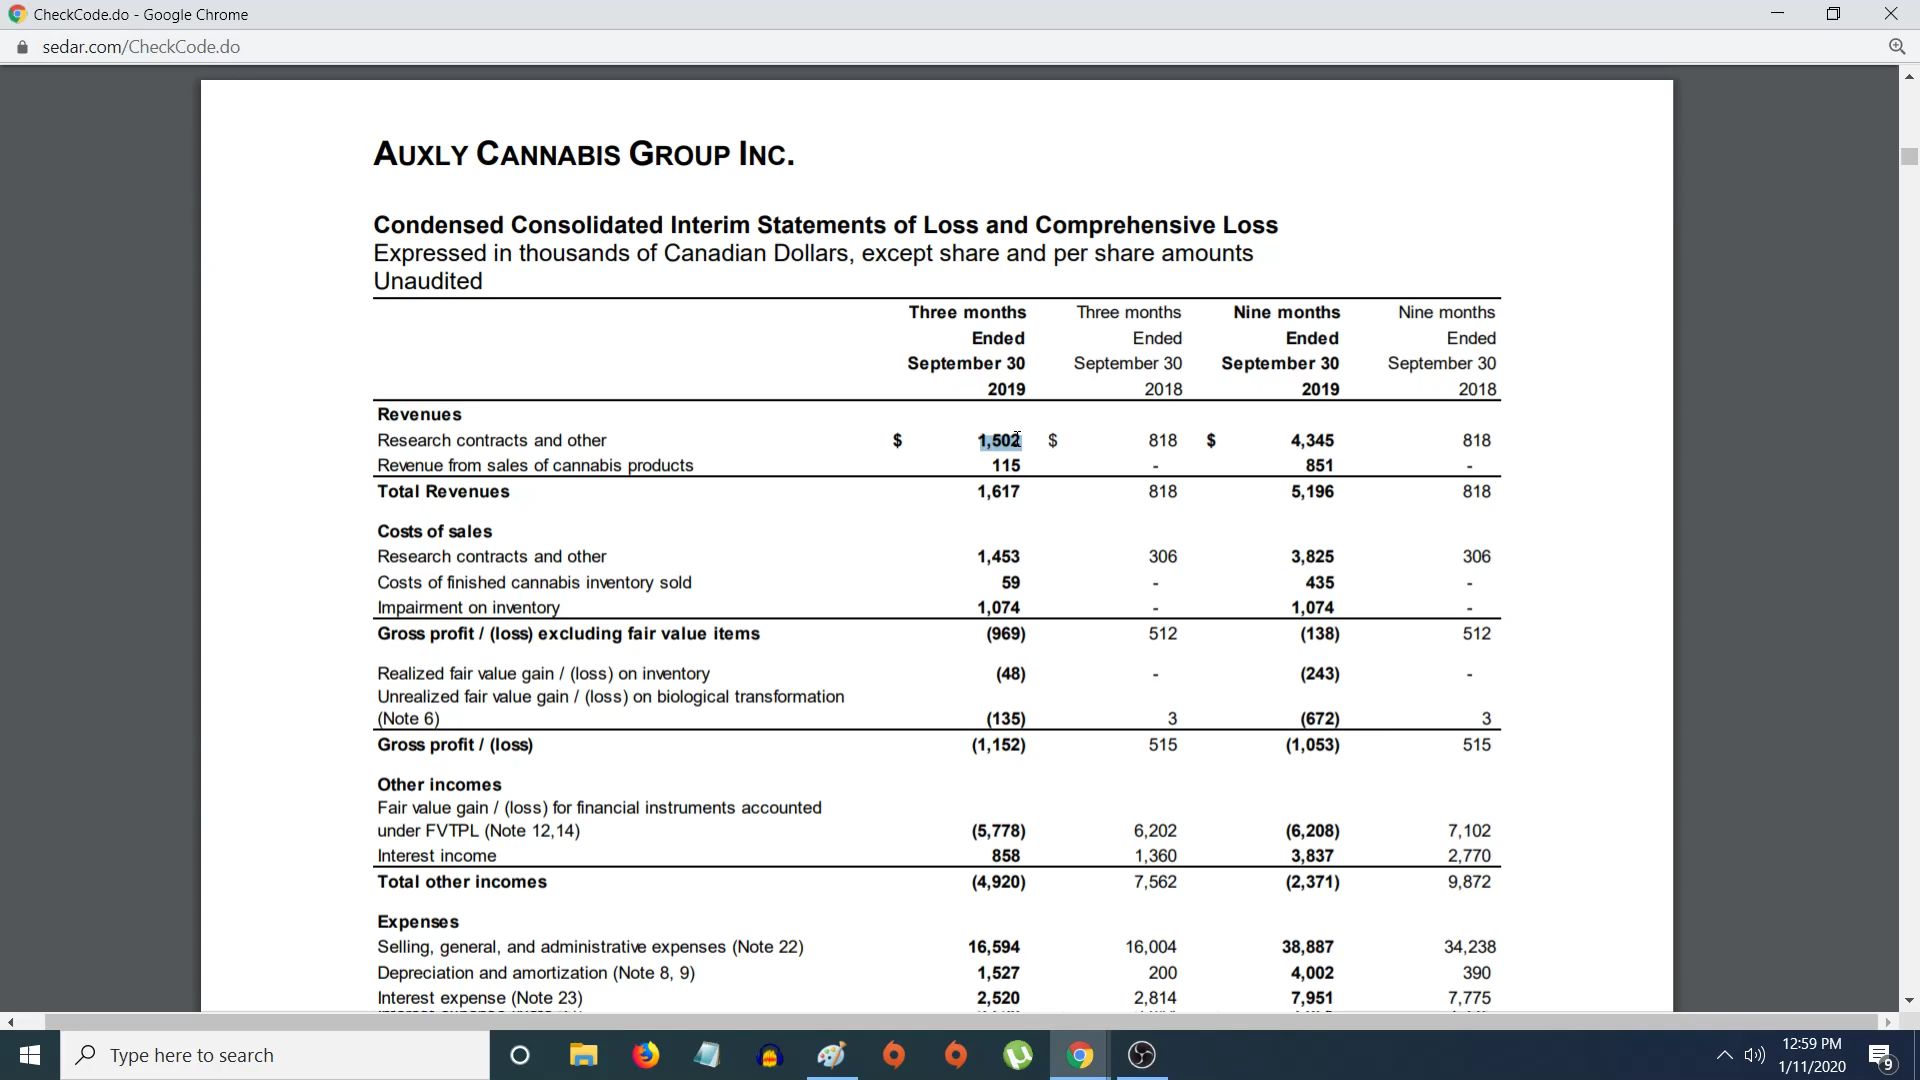 CheckCode.do - Google Chrome
sedar.com/CheckCode.do
AUXLY CANNABIS GROUP INC.
Condensed Consolidated Interim Statements of Loss and Comprehensive Loss
Expressed in thousands of Canadian Dollars, except share and per share amounts
Unaudited
Three months Three months Nine months Nine months
Ended Ended Ended Ended
September 30 September 30 September 30 September 30
2019 2018 2019 2018
Revenues
Research contracts and other $ 1,502 $ 818 $ 4,345 818
Revenue from sales of cannabis products 115 - 851 -
Total Revenues 1,617 818 5,196 818
Costs of sales
Research contracts and other 1,453 306 3,825 306
Costs of finished cannabis inventory sold 59 - 435 -
Impairment on inventory 1,074 - 1,074 -
Gross profit / (loss) excluding fair value items (969) 512 (138) 512
Realized fair value gain / (loss) on inventory (48) - (243) -
Unrealized fair value gain / (loss) on biological transformation
(Note 6) (135) 3 (672) 3
Gross profit / (loss) (1,152) 515 (1,053) 515
Other incomes
Fair value gain / (loss) for financial instruments accounted
under FVTPL (Note 12,14) (5,778) 6,202 (6,208) 7,102
Interest income 858 1,360 3,837 2,770
Total other incomes (4,920) 7,562 (2,371) 9,872
Expenses
Selling, general, and administrative expenses (Note 22) 16,594 16,004 38,887 34,238
Depreciation and amortization (Note 8, 9) 1,527 200 4,002 390
Interest expense (Note 23) 2,520 2,814 7,951 7,775
Type here to search
12:59 PM
1/11/2020
9